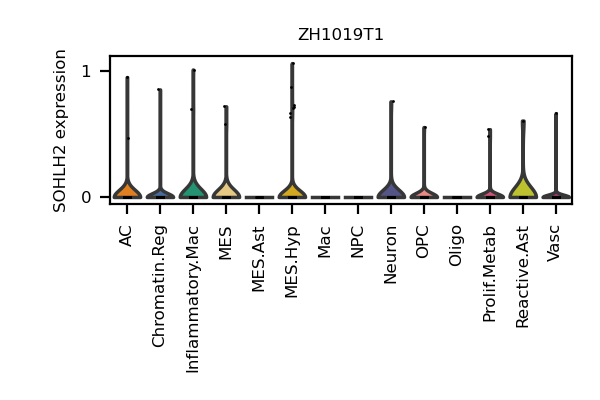 ZH1019T1
SOHLH2 expression
1
0
AC
Chromatin.Reg
Inflammatory.Mac
MES
MES.Ast
MES.Hyp
Mac
NPC
Neuron
OPC
Oligo
Prolif.Metab
Reactive.Ast
Vasc